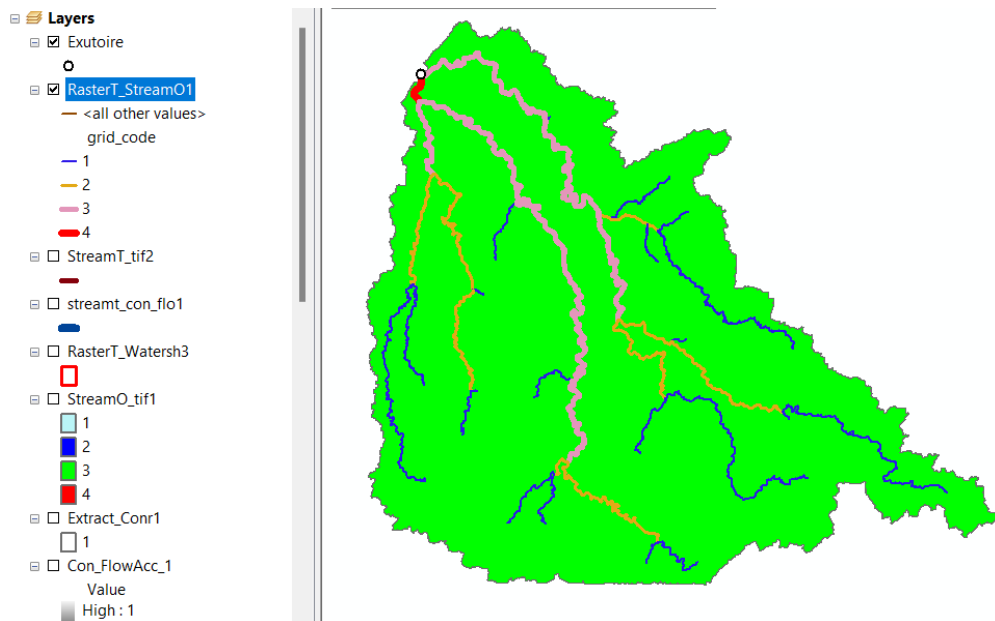 Layers
Exutoire
RasterT_StreamO1
<all other values>
grid_code
1
2
3
4
StreamT_tif2
streamt_con_flo1
RasterT_Watersh3
StreamO_tif1
1
2
3
4
Extract_Conr1
1
Con_FlowAcc_1
Value
High : 1